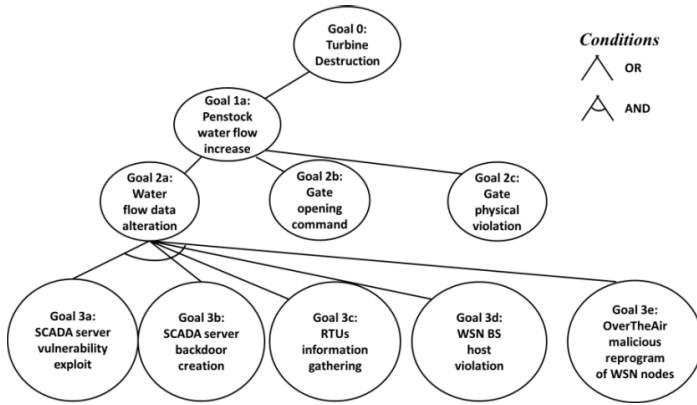 Goal 0:
Turbine
Destruction
Conditions
OR
AND
Goal 1a:
Penstock
water flow
increase
Goal 2a:
Water
flow data
alteration
Goal 2b:
Gate
opening
command
Goal 2c:
Gate
physical
violation
Goal 3a:
SCADA server
vulnerability
exploit
Goal 3b:
SCADA server
backdoor
creation
Goal 3c:
RTUs
information
gathering
Goal 3d:
WSN BS
host
violation
Goal 3e:
OverTheAir
malicious
reprogram
of WSN nodes